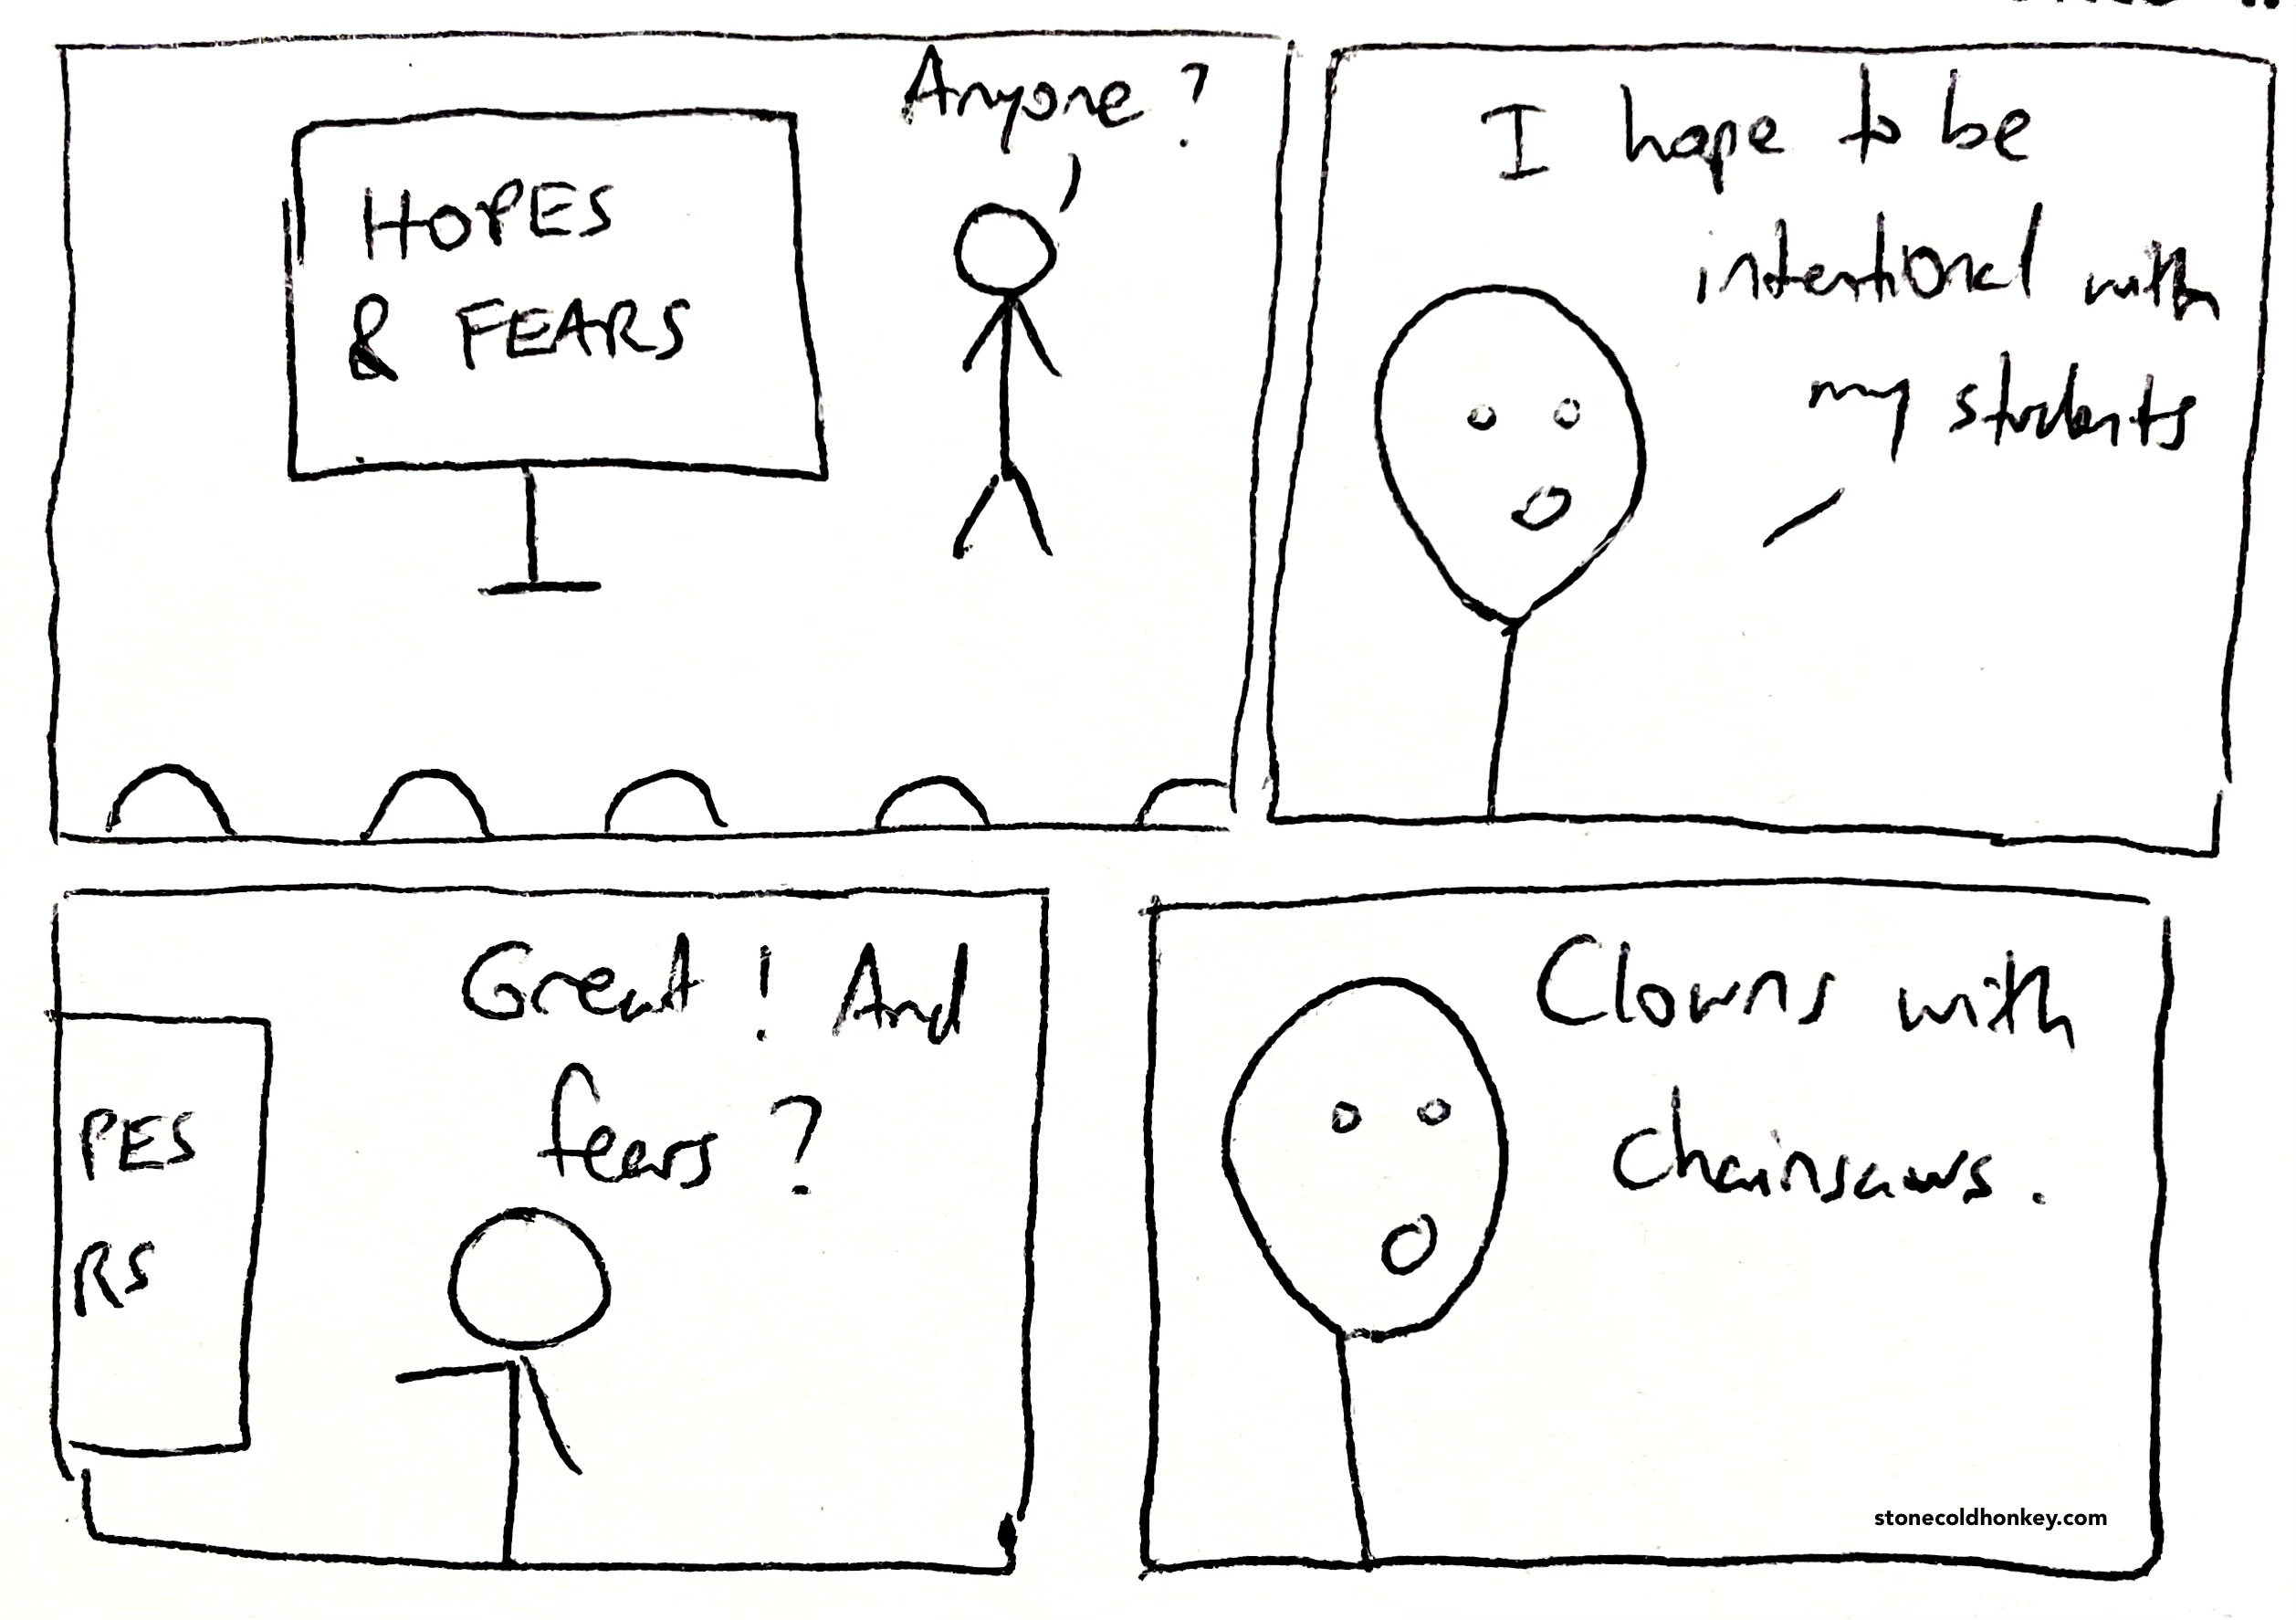 Anyone?
HOPES
& FEARS
I hope to be
intentional with
my students
Great! And
fears?
PES
RS
Clowns with
chainsaws.
stonecoldhonkey.com